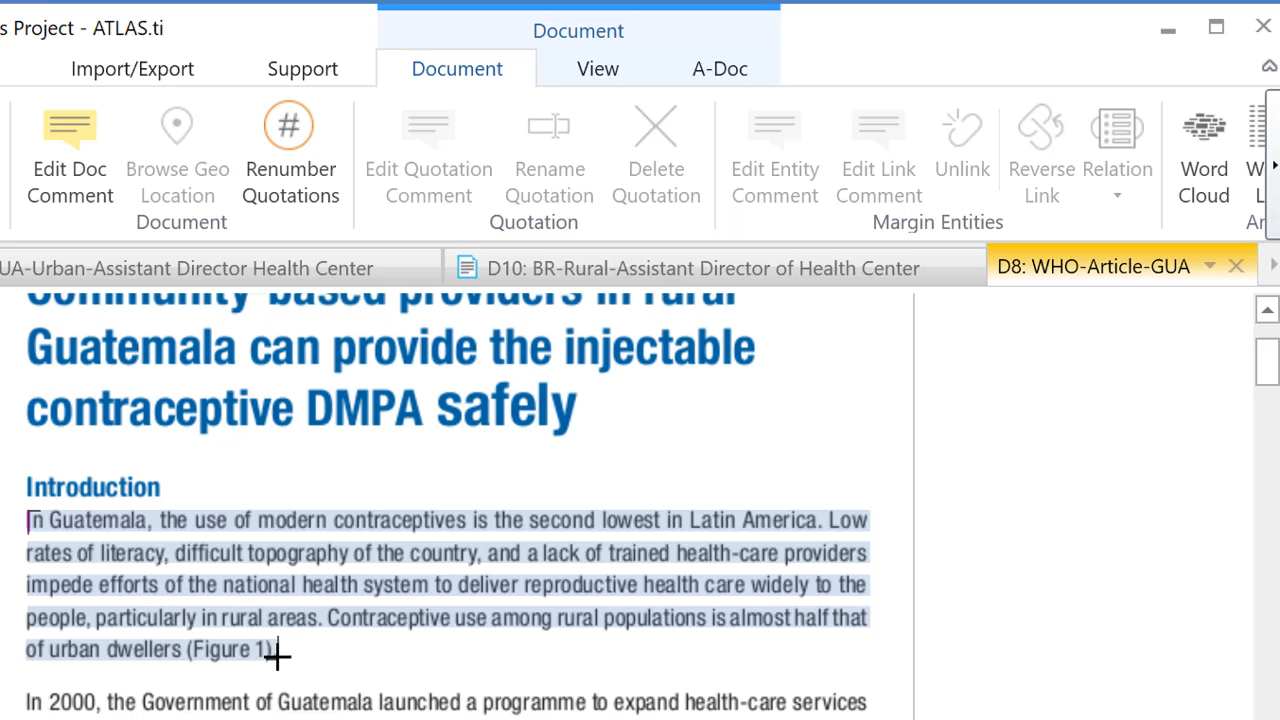 s Project - ATLAS.ti
Document
Import/Export
Support
Document
View
A-Doc
Edit Doc
Comment
Browse Geo
Location
Renumber
Quotations
Document
Edit Quotation
Comment
Rename
Quotation
Delete
Quotation
Quotation
Edit Entity
Comment
Edit Link
Comment
Unlink
Reverse
Link
Relation
Margin Entities
Word
Cloud
UA-Urban-Assistant Director Health Center
D10: BR-Rural-Assistant Director of Health Center
D8: WHO-Article-GUA
Community-based providers in rural
Guatemala can provide the injectable
contraceptive DMPA safely
Introduction
In Guatemala, the use of modern contraceptives is the second lowest in Latin America. Low
rates of literacy, difficult topography of the country, and a lack of trained health-care providers
impede efforts of the national health system to deliver reproductive health care widely to the
people, particularly in rural areas. Contraceptive use among rural populations is almost half that
of urban dwellers (Figure 1).
In 2000, the Government of Guatemala launched a programme to expand health-care services